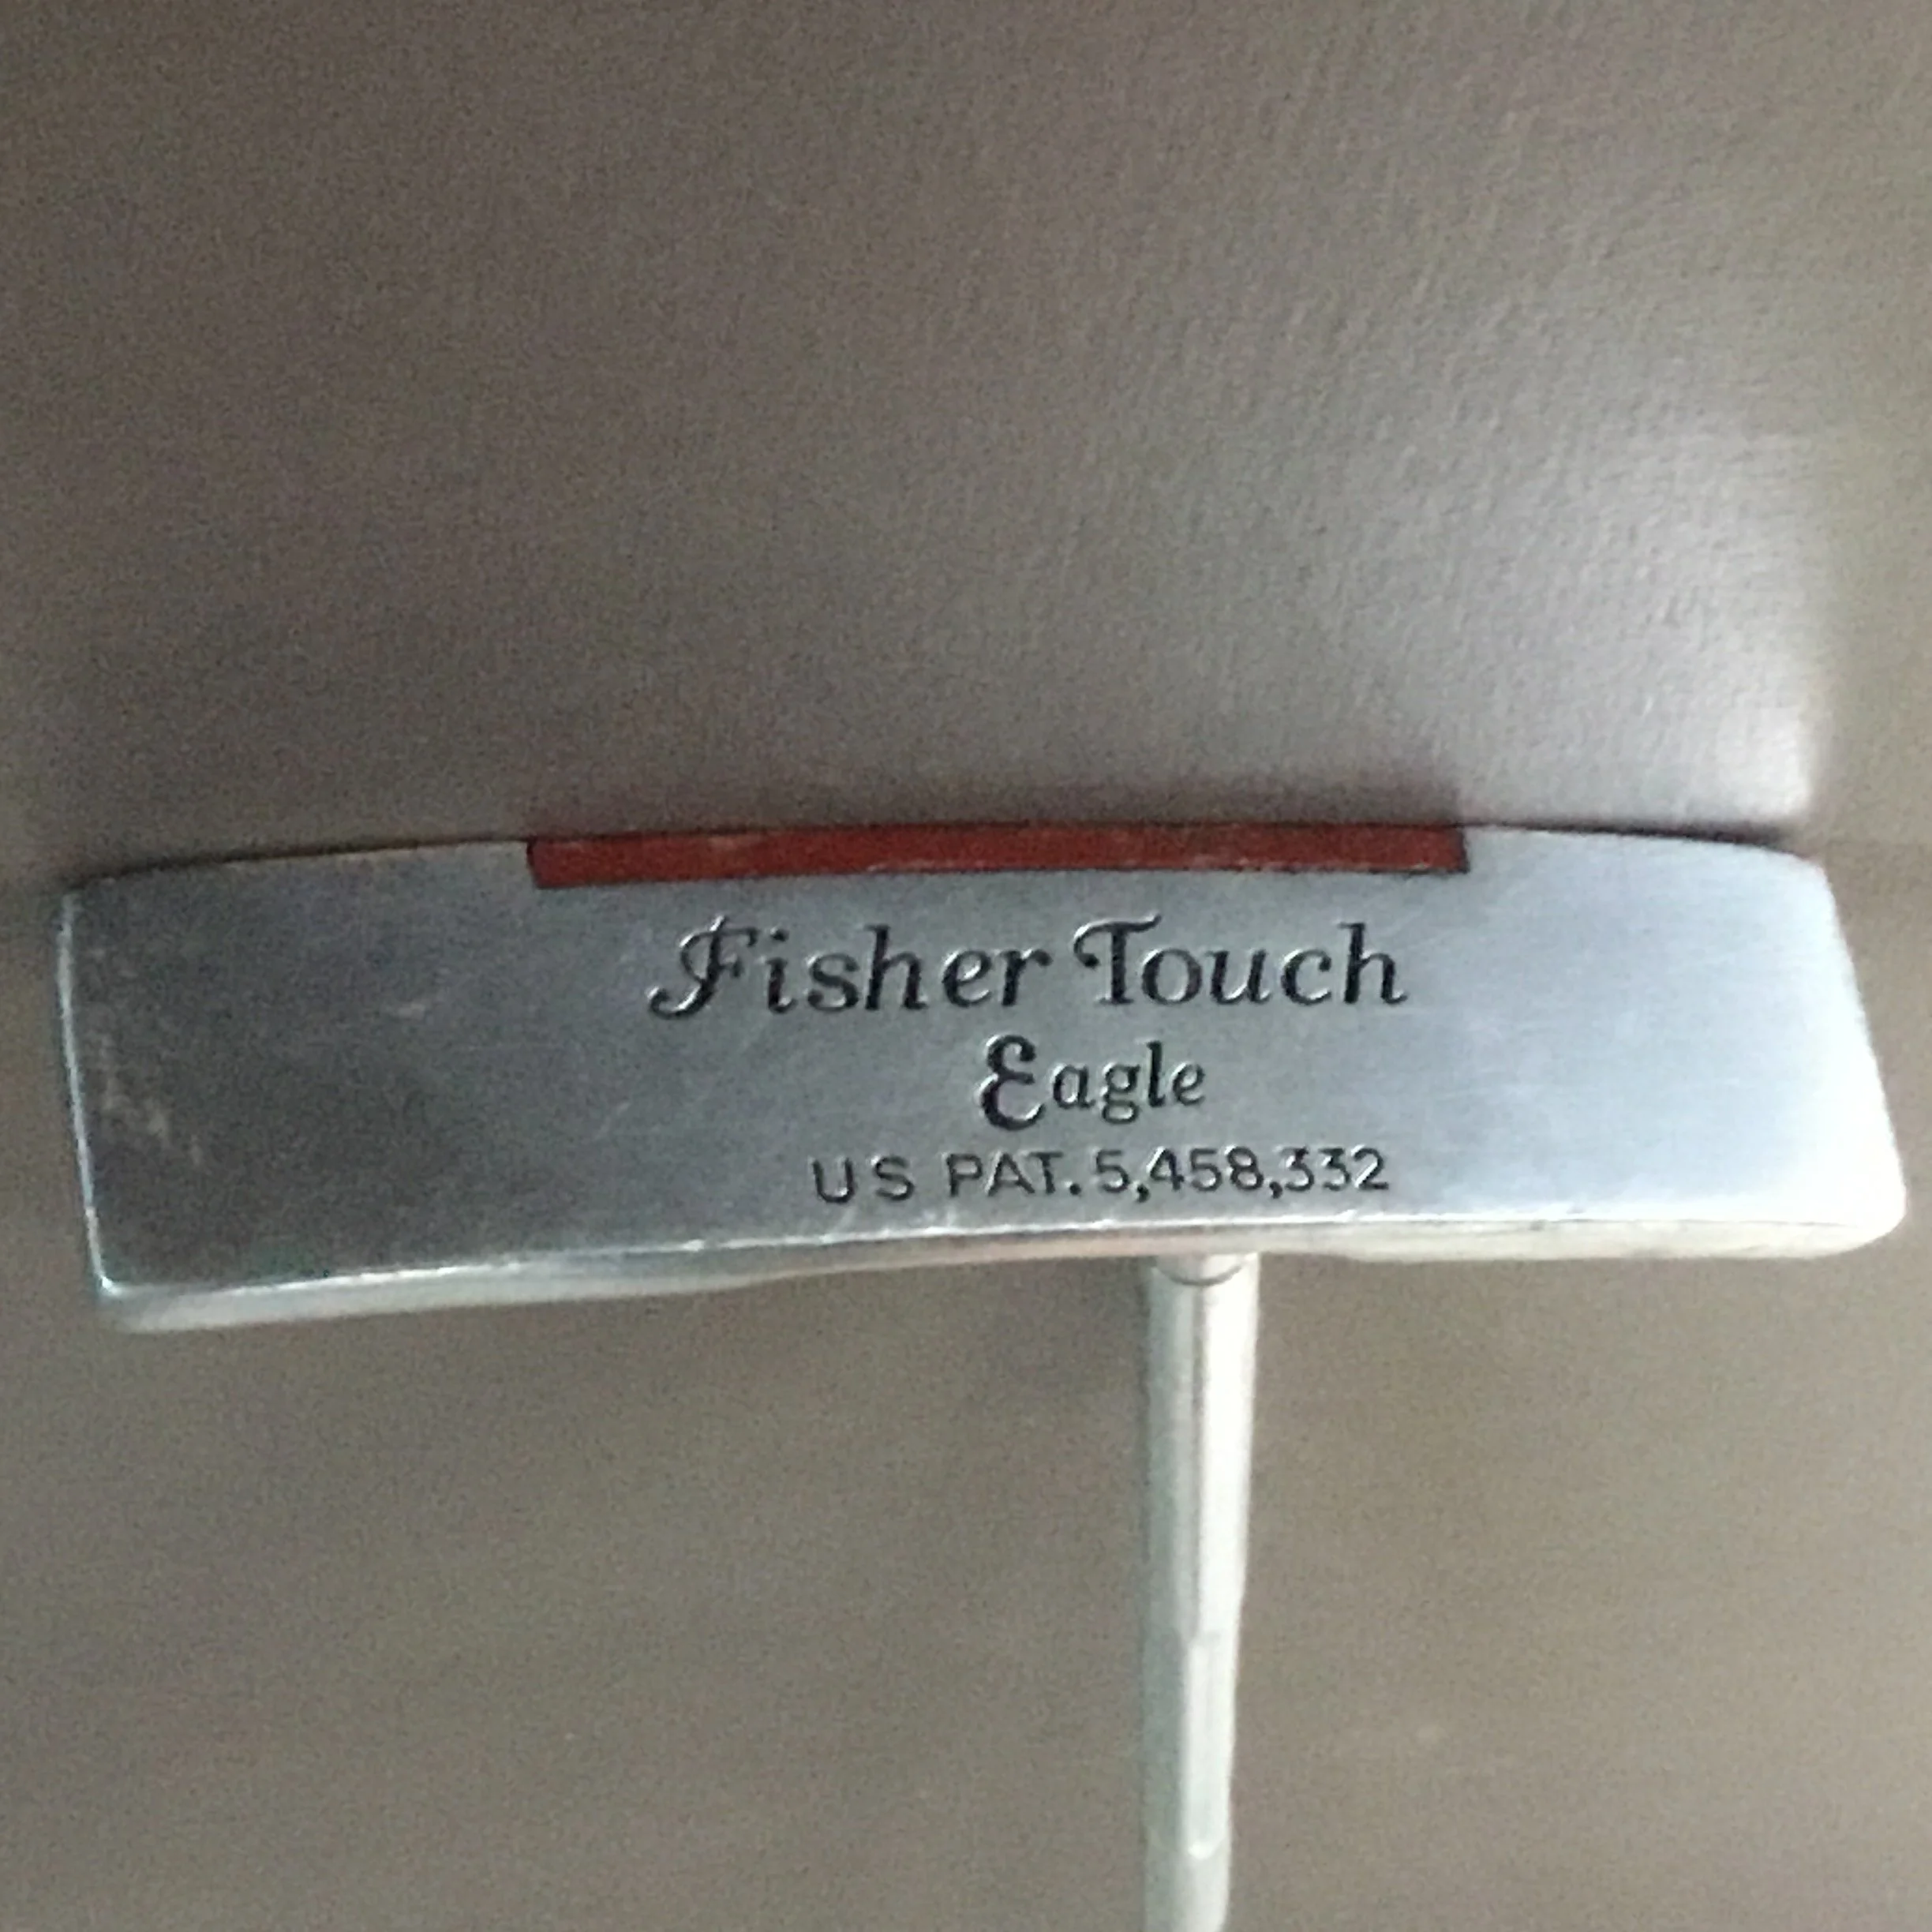 Fisher Touch
Eagle
US PAT. 5,458,332